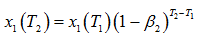 x₁(T₂) = x₁(T₁)(1 − β₂)^{T₂−T₁}